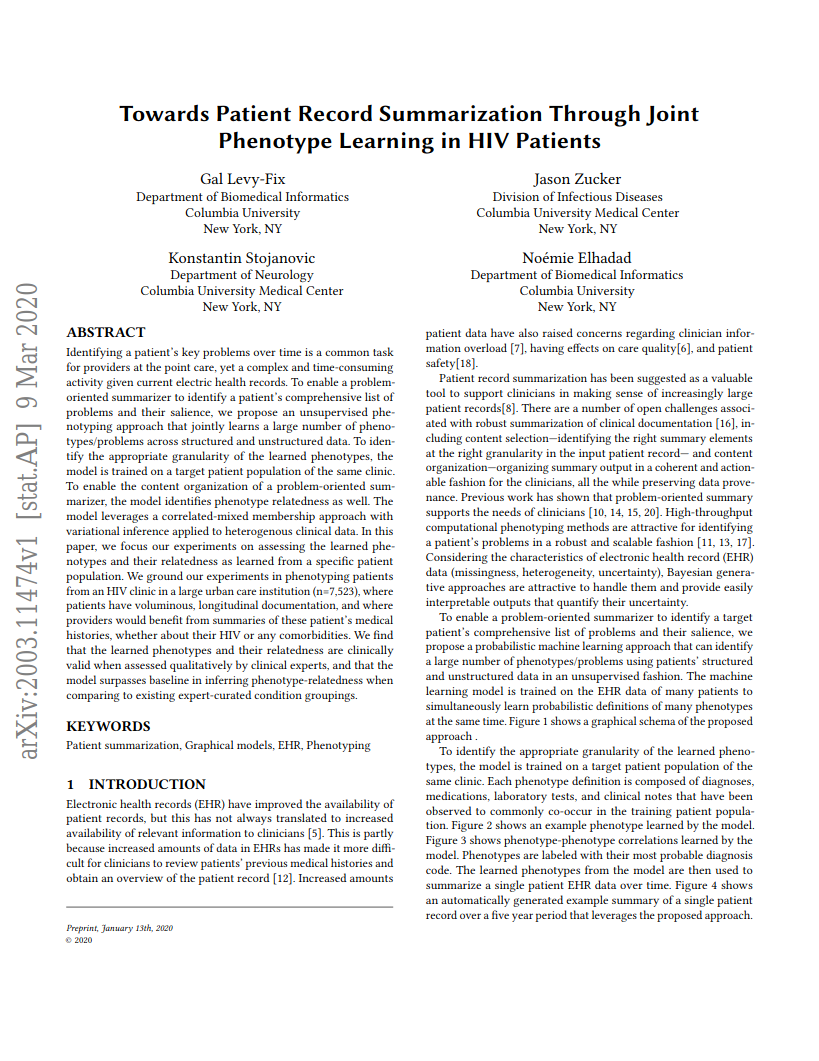 Towards Patient Record Summarization Through Joint
Phenotype Learning in HIV Patients
Gal Levy-Fix
Department of Biomedical Informatics
Columbia University
New York, NY
Jason Zucker
Division of Infectious Diseases
Columbia University Medical Center
New York, NY
Konstantin Stojanovic
Department of Neurology
Columbia University Medical Center
New York, NY
Noémie Elhadad
Department of Biomedical Informatics
Columbia University
New York, NY
arXiv:2003.11474v1 [stat.AP] 9 Mar 2020
ABSTRACT
Identifying a patient's key problems over time is a common task
for providers at the point care, yet a complex and time-consuming
activity given current electric health records. To enable a problem-
oriented summarizer to identify a patient's comprehensive list of
problems and their salience, we propose an unsupervised phe-
notyping approach that jointly learns a large number of pheno-
types/problems across structured and unstructured data. To iden-
tify the appropriate granularity of the learned phenotypes, the
model is trained on a target patient population of the same clinic.
To enable the content organization of a problem-oriented sum-
marizer, the model identifies phenotype relatedness as well. The
model leverages a correlated-mixed membership approach with
variational inference applied to heterogenous clinical data. In this
paper, we focus our experiments on assessing the learned phe-
notypes and their relatedness as learned from a specific patient
population. We ground our experiments in phenotyping patients
from an HIV clinic in a large urban care institution (n=7,523), where
patients have voluminous, longitudinal documentation, and where
providers would benefit from summaries of these patient's medical
histories, whether about their HIV or any comorbidities. We find
that the learned phenotypes and their relatedness are clinically
valid when assessed qualitatively by clinical experts, and that the
model surpasses baseline in inferring phenotype-relatedness when
comparing to existing expert-curated condition groupings.
KEYWORDS
Patient summarization, Graphical models, EHR, Phenotyping
1 INTRODUCTION
Electronic health records (EHR) have improved the availability of
patient records, but this has not always translated to increased
availability of relevant information to clinicians [5]. This is partly
because increased amounts of data in EHRs has made it more diffi-
cult for clinicians to review patients' previous medical histories and
obtain an overview of the patient record [12]. Increased amounts
Preprint, January 13th, 2020
© 2020
patient data have also raised concerns regarding clinician infor-
mation overload [7], having effects on care quality[6], and patient
safety[18].
Patient record summarization has been suggested as a valuable
tool to support clinicians in making sense of increasingly large
patient records[8]. There are a number of open challenges associ-
ated with robust summarization of clinical documentation [16], in-
cluding content selection—identifying the right summary elements
at the right granularity in the input patient record— and content
organization—organizing summary output in a coherent and action-
able fashion for the clinicians, all the while preserving data prove-
nance. Previous work has shown that problem-oriented summary
supports the needs of clinicians [10, 14, 15, 20]. High-throughput
computational phenotyping methods are attractive for identifying
a patient's problems in a robust and scalable fashion [11, 13, 17].
Considering the characteristics of electronic health record (EHR)
data (missingness, heterogeneity, uncertainty), Bayesian genera-
tive approaches are attractive to handle them and provide easily
interpretable outputs that quantify their uncertainty.
To enable a problem-oriented summarizer to identify a target
patient's comprehensive list of problems and their salience, we
propose a probabilistic machine learning approach that can identify
a large number of phenotypes/problems using patients' structured
and unstructured data in an unsupervised fashion. The machine
learning model is trained on the EHR data of many patients to
simultaneously learn probabilistic definitions of many phenotypes
at the same time. Figure 1 shows a graphical schema of the proposed
approach .
To identify the appropriate granularity of the learned pheno-
types, the model is trained on a target patient population of the
same clinic. Each phenotype definition is composed of diagnoses,
medications, laboratory tests, and clinical notes that have been
observed to commonly co-occur in the training patient popula-
tion. Figure 2 shows an example phenotype learned by the model.
Figure 3 shows phenotype-phenotype correlations learned by the
model. Phenotypes are labeled with their most probable diagnosis
code. The learned phenotypes from the model are then used to
summarize a single patient EHR data over time. Figure 4 shows
an automatically generated example summary of a single patient
record over a five year period that leverages the proposed approach.